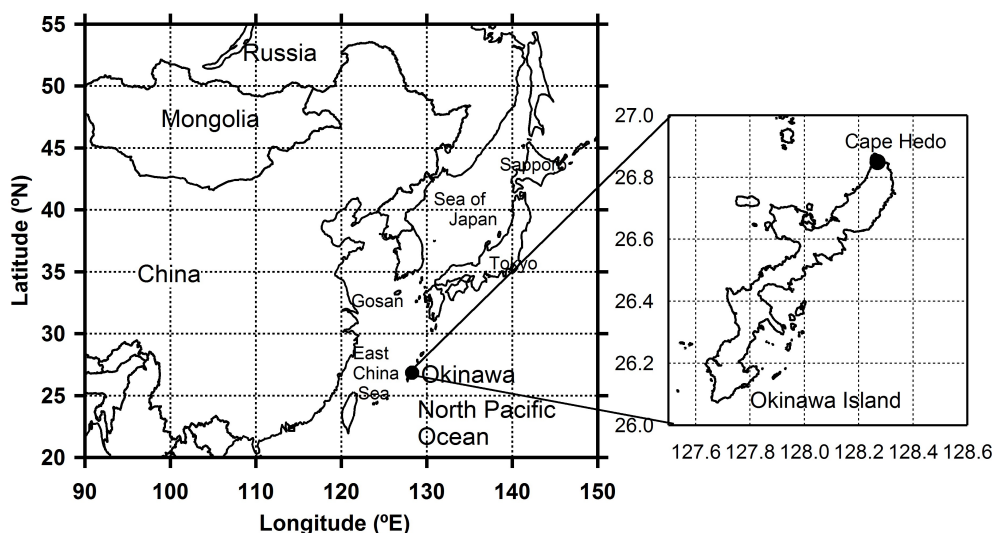 55
50
45
40
35
30
25
20
Latitude (ºN)
90 100 110 120 130 140 150
Longitude (ºE)
Russia
Mongolia
Sapporo
Sea of
Japan
China
Tokyo
Gosan
East
China
Sea
Okinawa
North Pacific
Ocean
27.0
26.8
26.6
26.4
26.2
26.0
Cape Hedo
Okinawa Island
127.6 127.8 128.0 128.2 128.4 128.6